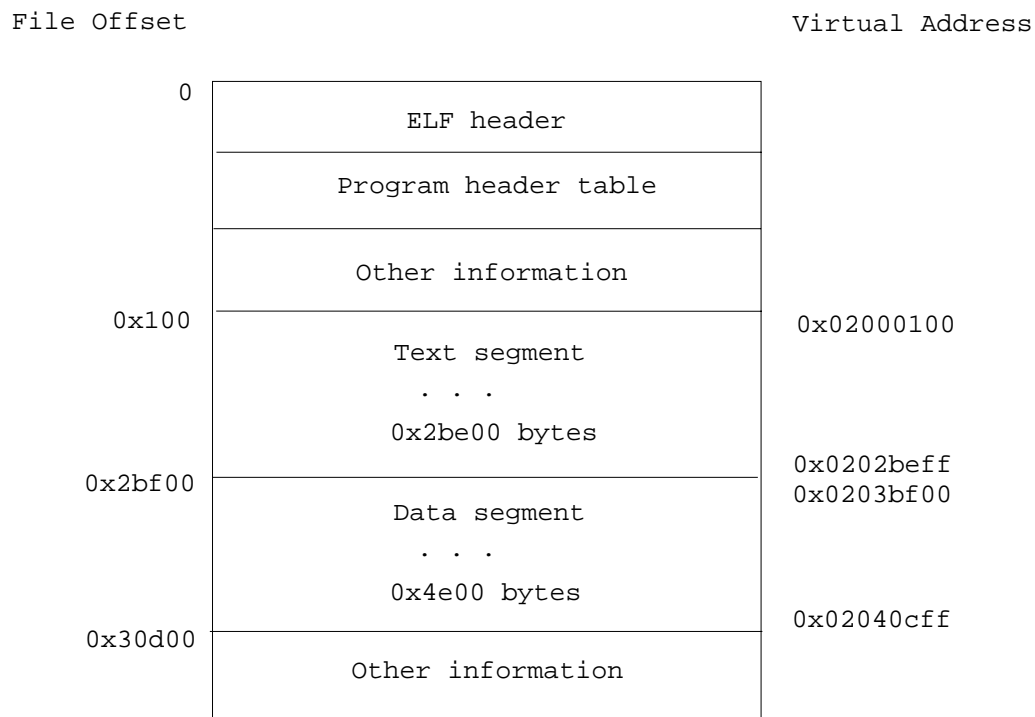 File Offset
Virtual Address
0
ELF header
Program header table
Other information
0x100
0x02000100
Text segment
. . .
0x2be00 bytes
0x0202beff
0x2bf00
0x0203bf00
Data segment
. . .
0x4e00 bytes
0x02040cff
0x30d00
Other information